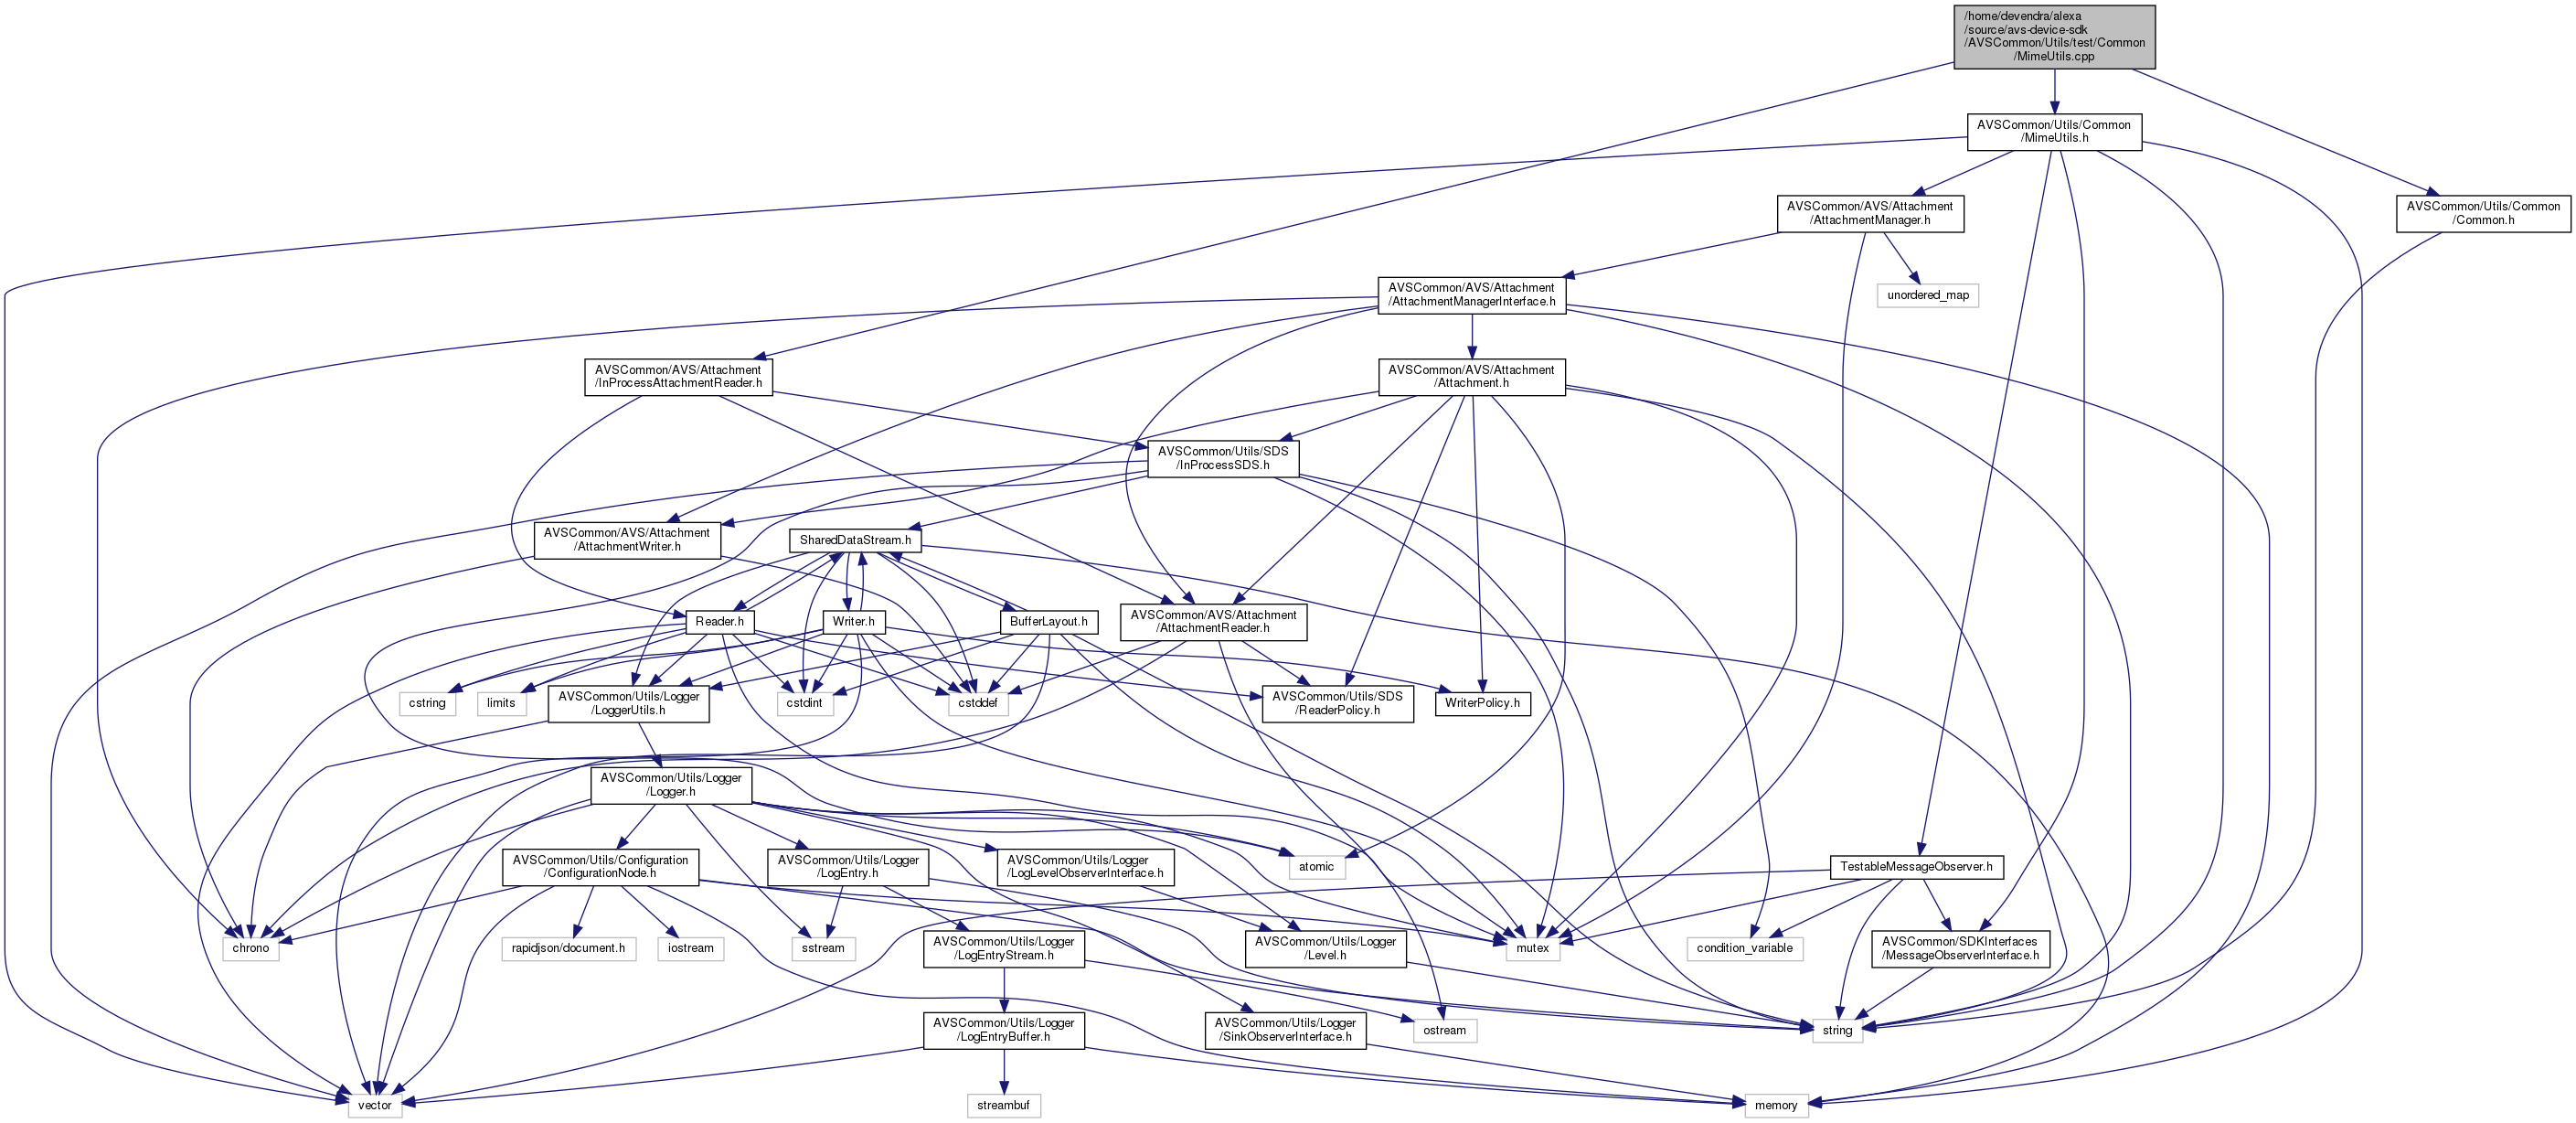 /home/devendra/alexa
/source/avs-device-sdk
/AVSCommon/Utils/test/Common
/MimeUtils.cpp
AVSCommon/Utils/Common
/MimeUtils.h
AVSCommon/AVS/Attachment
/AttachmentManager.h
AVSCommon/Utils/Common
/Common.h
AVSCommon/AVS/Attachment
/AttachmentManagerInterface.h
unordered_map
AVSCommon/AVS/Attachment
/InProcessAttachmentReader.h
AVSCommon/AVS/Attachment
/Attachment.h
AVSCommon/Utils/SDS
/InProcessSDS.h
AVSCommon/AVS/Attachment
/AttachmentWriter.h
SharedDataStream.h
Reader.h
Writer.h
BufferLayout.h
AVSCommon/AVS/Attachment
/AttachmentReader.h
cstring
limits
AVSCommon/Utils/Logger
/LoggerUtils.h
cstdint
cstddef
AVSCommon/Utils/SDS
/ReaderPolicy.h
WriterPolicy.h
AVSCommon/Utils/Logger
/Logger.h
AVSCommon/Utils/Configuration
/ConfigurationNode.h
AVSCommon/Utils/Logger
/LogEntry.h
AVSCommon/Utils/Logger
/LogLevelObserverInterface.h
atomic
TestableMessageObserver.h
chrono
rapidjson/document.h
iostream
sstream
AVSCommon/Utils/Logger
/LogEntryStream.h
AVSCommon/Utils/Logger
/Level.h
mutex
condition_variable
AVSCommon/SDKInterfaces
/MessageObserverInterface.h
AVSCommon/Utils/Logger
/LogEntryBuffer.h
AVSCommon/Utils/Logger
/SinkObserverInterface.h
ostream
string
vector
streambuf
memory